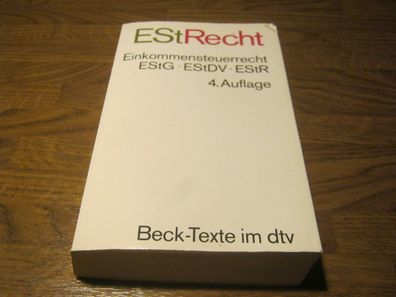 EStRecht
Einkommensteuerrecht
EStG · EStDV · EStR
4. Auflage
Beck-Texte im dtv